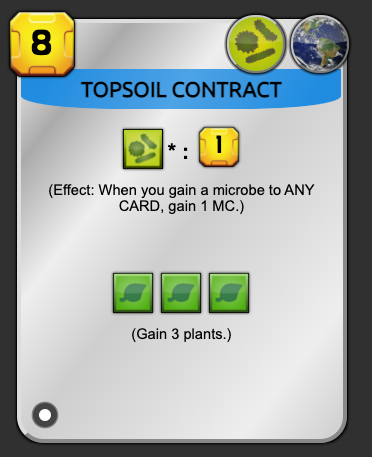 8
TOPSOIL CONTRACT
* : 1
(Effect: When you gain a microbe to ANY
CARD, gain 1 MC.)
(Gain 3 plants.)